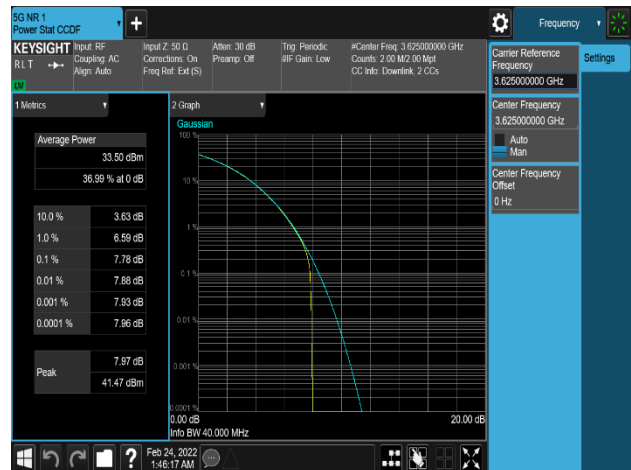 5G NR 1
Power Stat CCDF
Frequency
KEYSIGHT
RLT
LXI
Input: RF
Coupling: AC
Align: Auto
Input Z: 50 Ω
Corrections: On
Freq Ref: Ext (S)
Atten: 30 dB
Preamp: Off
Trig: Periodic
#IF Gain: Low
#Center Freq: 3.625000000 GHz
Counts: 2.00 M/2.00 Mpt
CC Info: Downlink, 2 CCs
Carrier Reference
Frequency
3.625000000 GHz
Settings
Center Frequency
3.625000000 GHz
Auto
Man
Center Frequency
Offset
0 Hz
1 Metrics
Average Power
33.50 dBm
36.99 % at 0 dB
10.0 % 3.63 dB
1.0 % 6.59 dB
0.1 % 7.78 dB
0.01 % 7.88 dB
0.001 % 7.93 dB
0.0001 % 7.96 dB
Peak
7.97 dB
41.47 dBm
2 Graph
Gaussian
100 %
10 %
1 %
0.1 %
0.01 %
0.001 %
0.0001 %
0.00 dB
20.00 dB
Info BW 40.000 MHz
?
Feb 24, 2022
1:46:17 AM